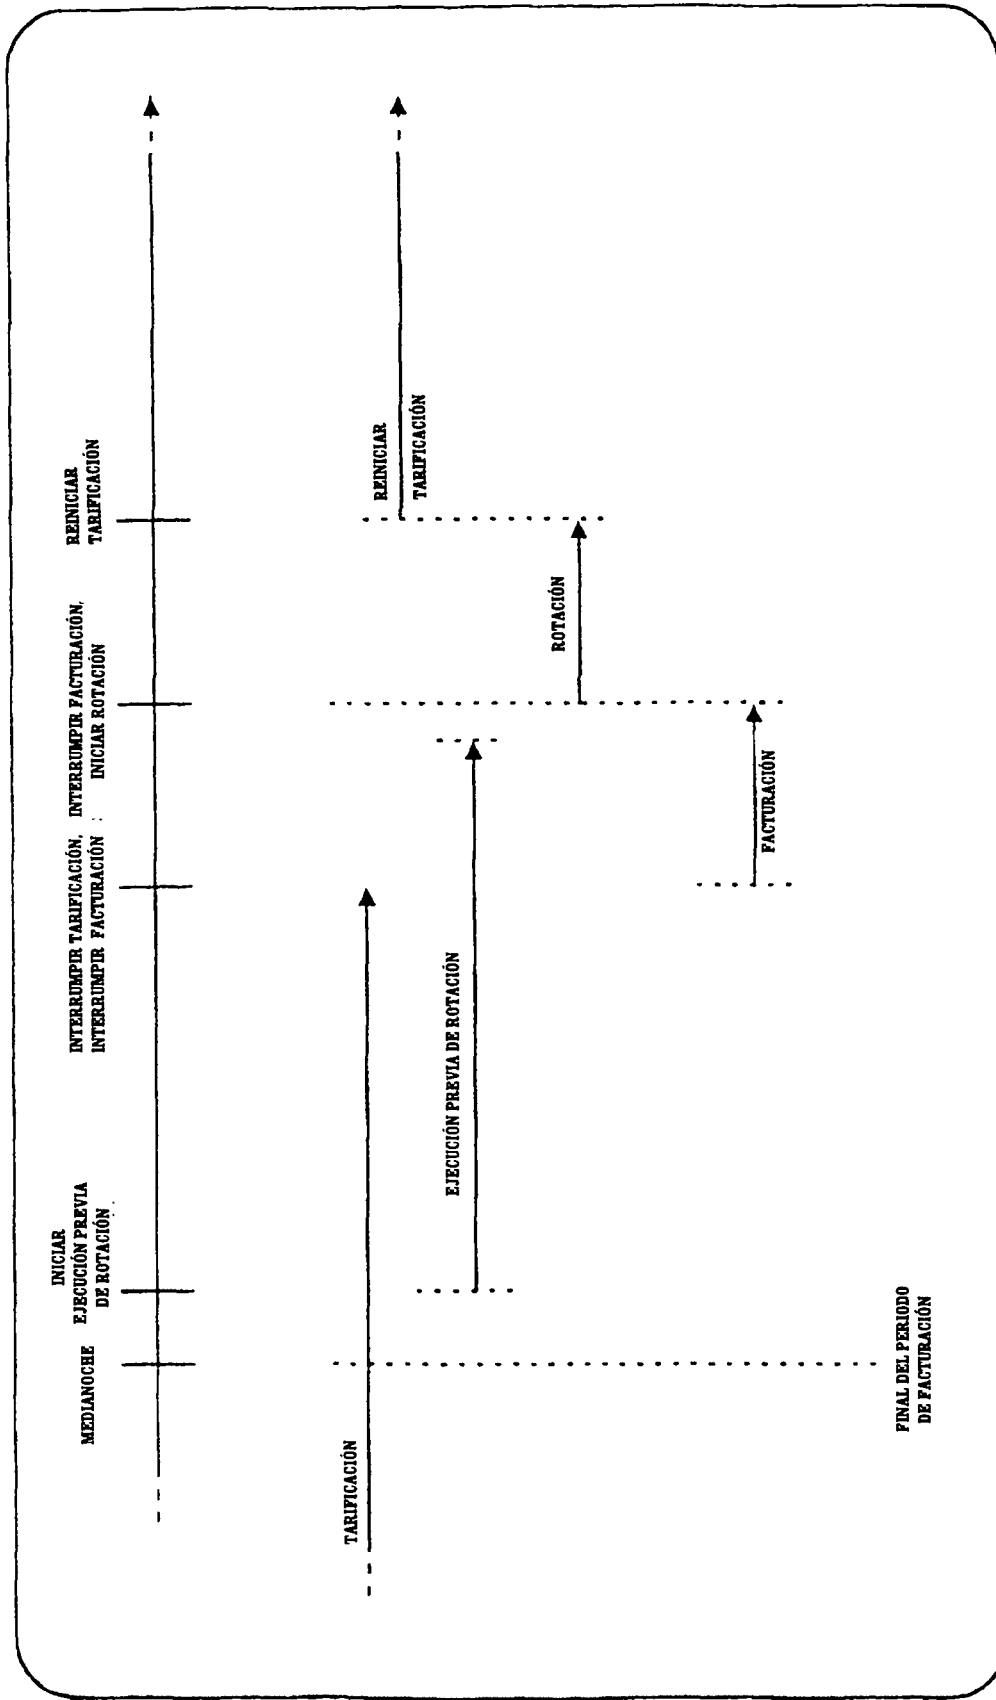 MEDIANOCHE
INICIAR
EJECUCIÓN PREVIA
DE ROTACIÓN
INTERRUMPIR TARIFICACIÓN,
INTERRUMPIR FACTURACIÓN
INTERRUMPIR FACTURACIÓN,
INICIAR ROTACIÓN
REINICIAR
TARIFICACIÓN
TARIFICACIÓN
REINICIAR
TARIFICACIÓN
EJECUCIÓN PREVIA DE ROTACIÓN
ROTACIÓN
FACTURACIÓN
FINAL DEL PERIODO
DE FACTURACIÓN